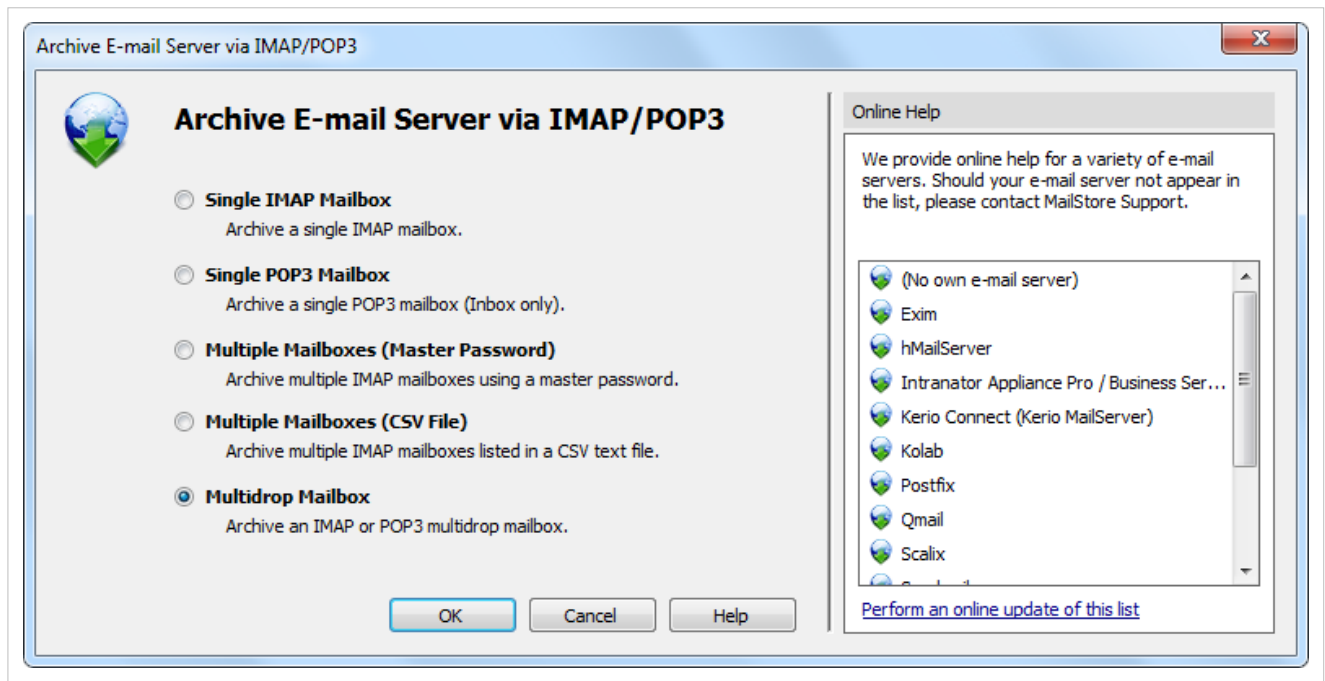 Archive E-mail Server via IMAP/POP3
Archive E-mail Server via IMAP/POP3
Single IMAP Mailbox
Archive a single IMAP mailbox.
Single POP3 Mailbox
Archive a single POP3 mailbox (Inbox only).
Multiple Mailboxes (Master Password)
Archive multiple IMAP mailboxes using a master password.
Multiple Mailboxes (CSV File)
Archive multiple IMAP mailboxes listed in a CSV text file.
Multidrop Mailbox
Archive an IMAP or POP3 multidrop mailbox.
OK
Cancel
Help
Online Help
We provide online help for a variety of e-mail
servers. Should your e-mail server not appear in
the list, please contact MailStore Support.
(No own e-mail server)
Exim
hMailServer
Intranator Appliance Pro / Business Ser...
Kerio Connect (Kerio MailServer)
Kolab
Postfix
Qmail
Scalix
Perform an online update of this list